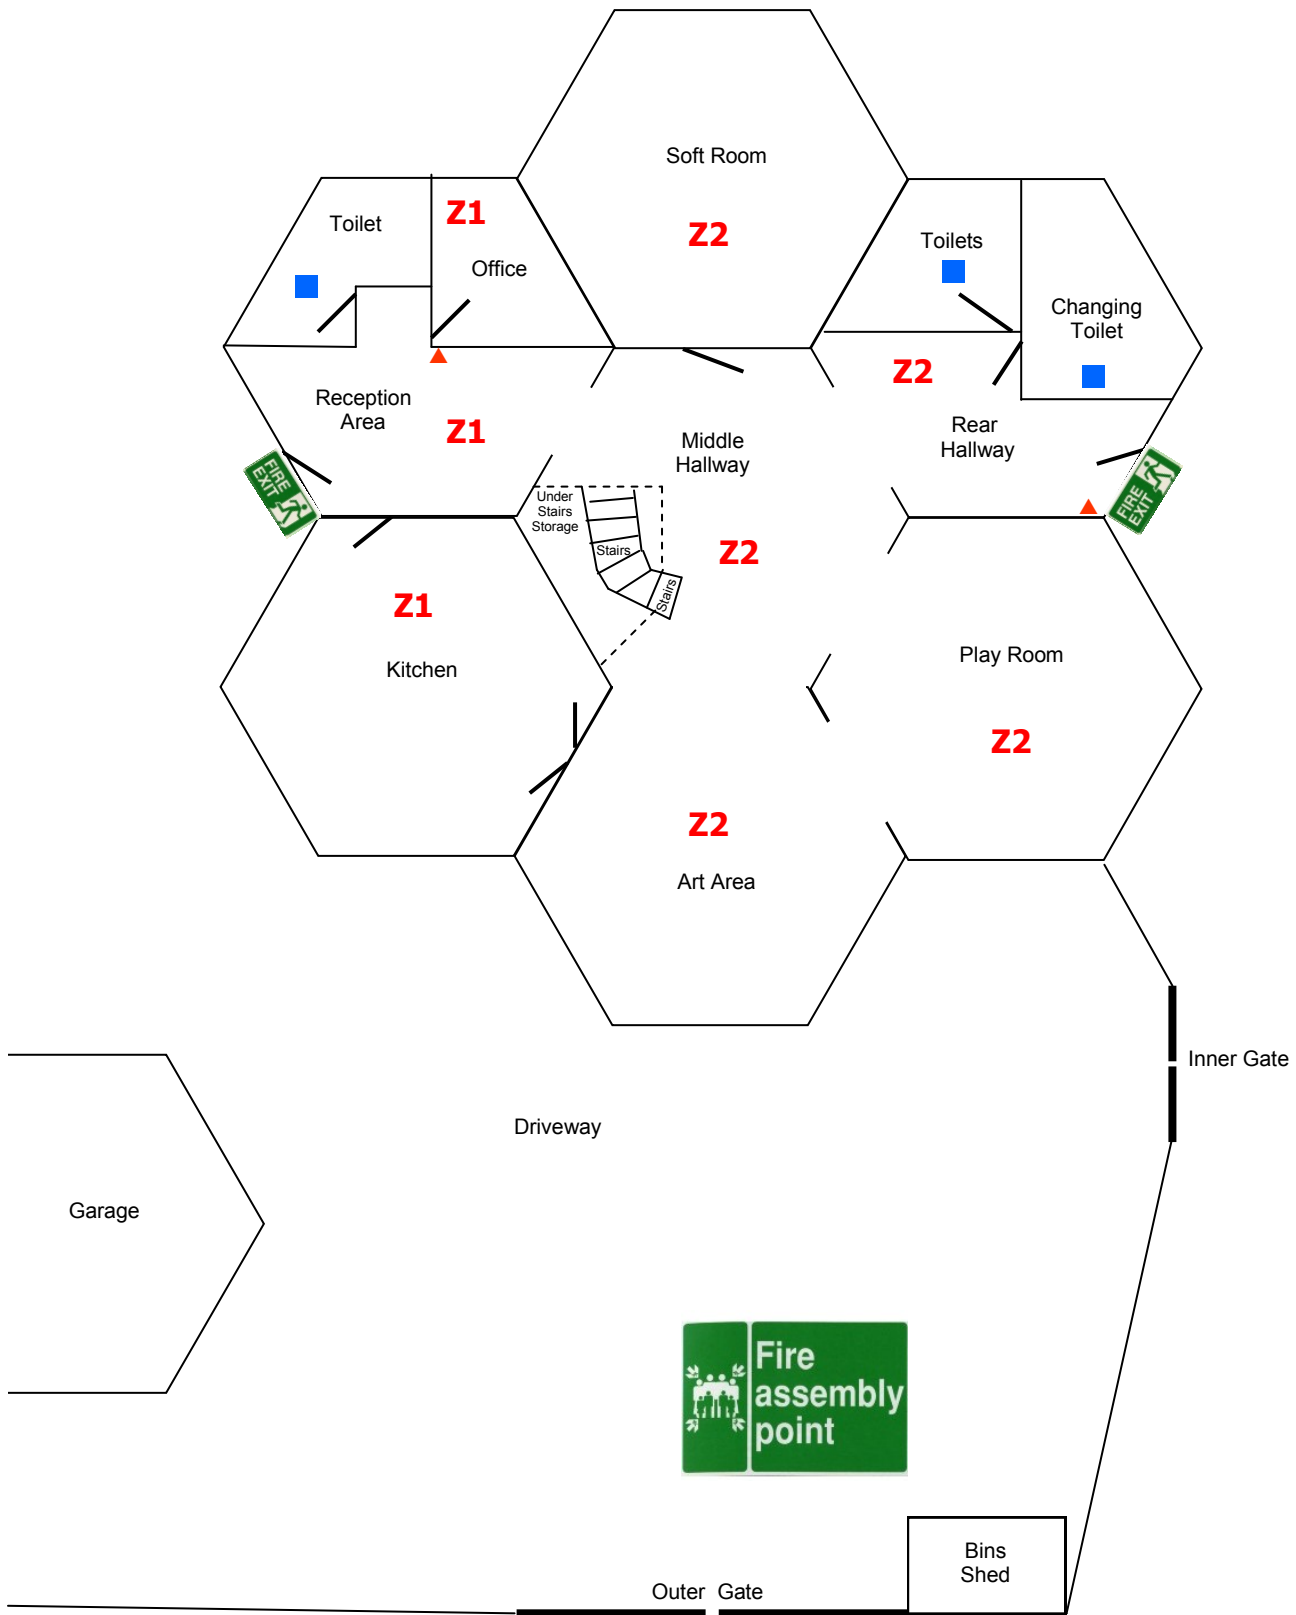 Soft Room
Z2
Toilet
Z1
Office
Toilets
Changing
Toilet
Z2
Reception
Area
Z1
Middle
Hallway
Rear
Hallway
FIRE
EXIT
FIRE
EXIT
Under
Stairs
Storage
Stairs
Stairs
Z2
Z1
Kitchen
Play Room
Z2
Z2
Art Area
Inner Gate
Driveway
Garage
Fire
assembly
point
Bins
Shed
Outer Gate